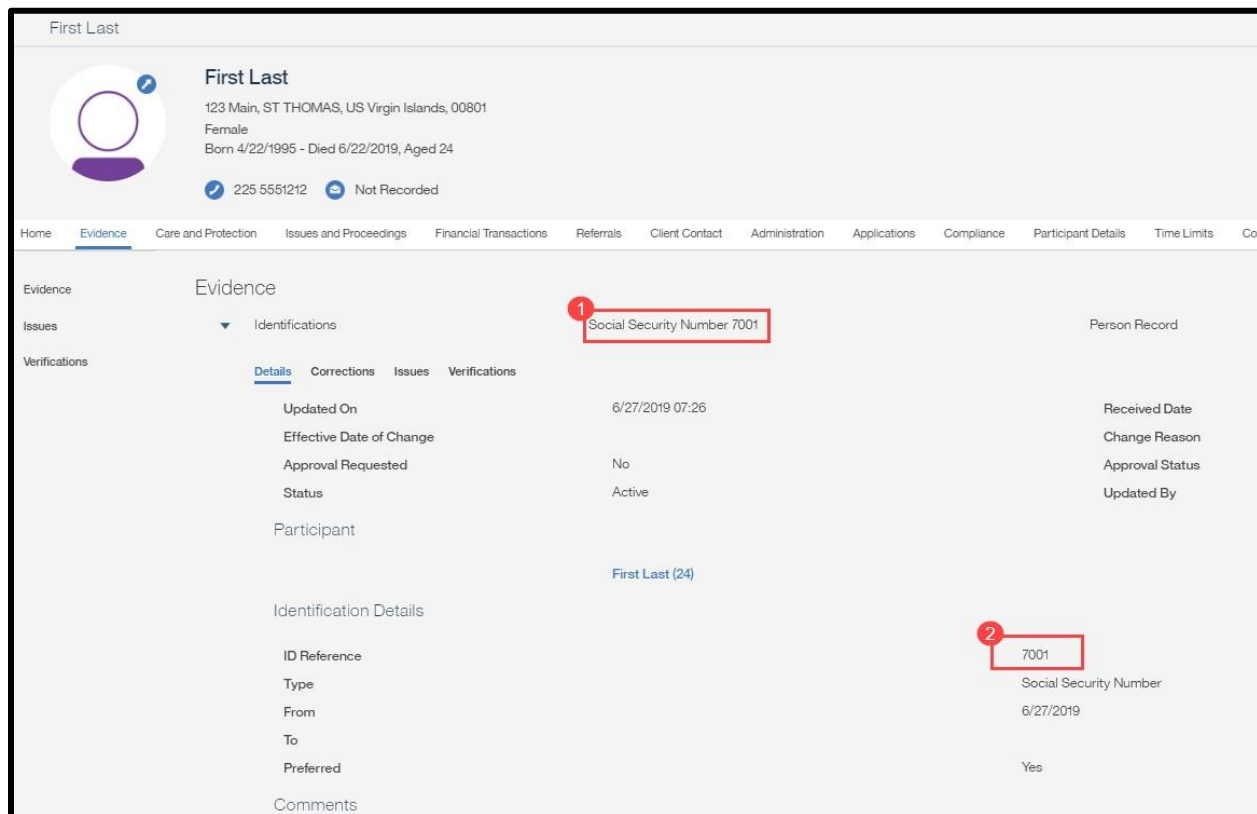 First Last
First Last
123 Main, ST THOMAS, US Virgin Islands, 00801
Female
Born 4/22/1995 - Died 6/22/2019, Aged 24
225 5551212 Not Recorded
Home Evidence Care and Protection Issues and Proceedings Financial Transactions Referrals Client Contact Administration Applications Compliance Participant Details Time Limits Co
Evidence
Issues
Verifications
Evidence
1
Identifications Social Security Number 7001 Person Record
Details Corrections Issues Verifications
Updated On 6/27/2019 07:26 Received Date
Effective Date of Change Change Reason
Approval Requested No Approval Status
Status Active Updated By
Participant
First Last (24)
Identification Details
2
ID Reference 7001
Type Social Security Number
From 6/27/2019
To
Preferred Yes
Comments